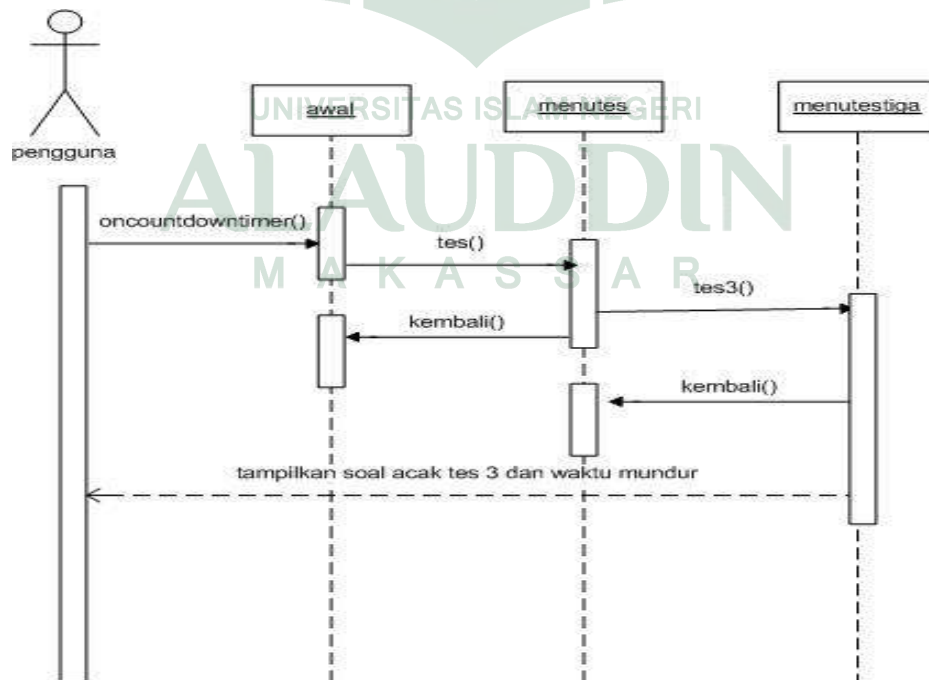 awal
menutes
menutestiga
UNIVERSITAS ISLAM NEGERI
pengguna
ALAUDDIN
oncountdowntimer()
tes()
MAKASSAR
tes3()
kembali()
kembali()
tampilkan soal acak tes 3 dan waktu mundur